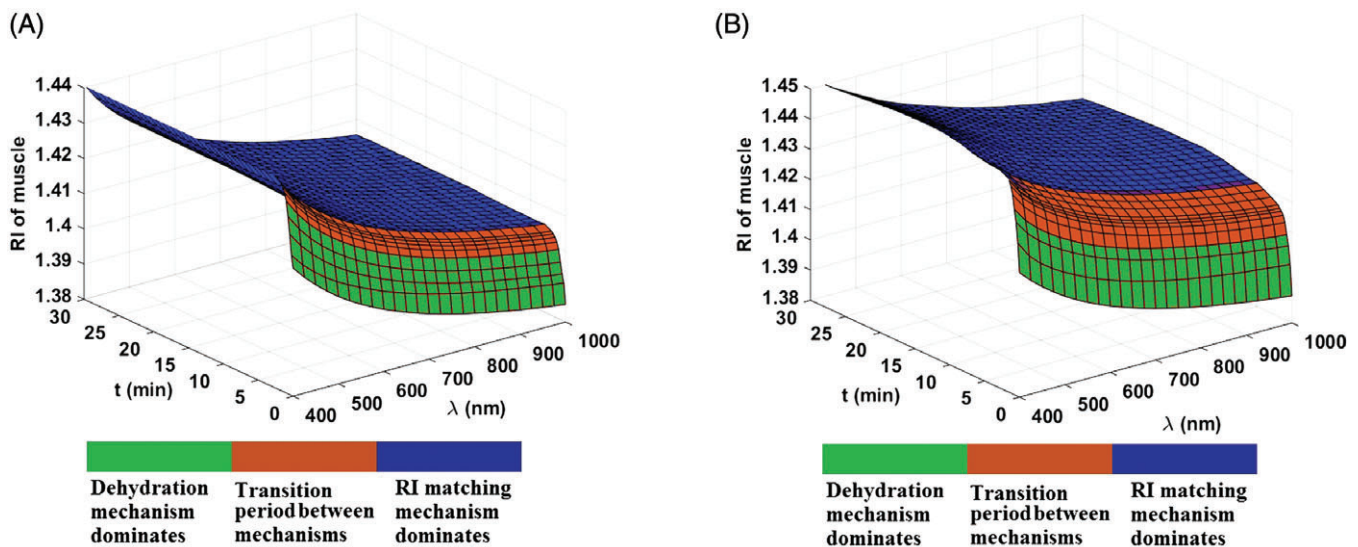 (A)
1.44
1.43
1.42
1.41
1.4
1.39
1.38
RI of muscle
30
25
20
15
10
5
0
t (min)
400
500
600
700
800
900
1000
λ (nm)
Dehydration
mechanism
dominates
Transition
period between
mechanisms
RI matching
mechanism
dominates
(B)
1.45
1.44
1.43
1.42
1.41
1.4
1.39
1.38
RI of muscle
30
25
20
15
10
5
0
t (min)
400
500
600
700
800
900
1000
λ (nm)
Dehydration
mechanism
dominates
Transition
period between
mechanisms
RI matching
mechanism
dominates